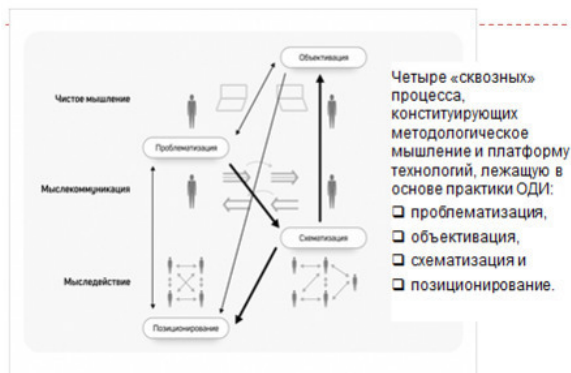 Объективация
Чистое мышление
Проблематизация
Мыслекоммуникация
Схематизация
Мыследействие
Позиционирование
Четыре «сквозных»
процесса,
конституирующих
методологическое
мышление и платформу
технологий, лежащую в
основе практики ОДИ:
❑ проблематизация,
❑ объективация,
❑ схематизация и
❑ позиционирование.